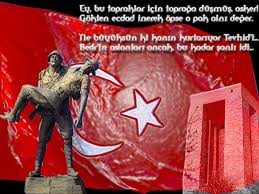 Ey, bu topraklar için toprağa düşmüş, asker!
Gökten ecdad inerek öpse o pak alnı değer.
Ne büyüksün ki kanın kurtarıyor Tevhid'i...
Bedr'in aslanları ancak, bu kadar şanlı idi...